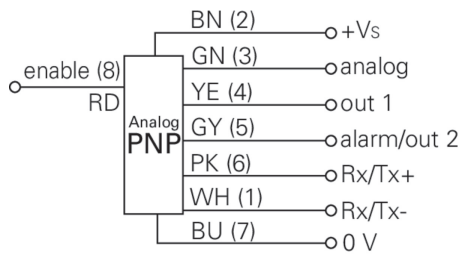 BN (2)
+Vs
GN (3)
analog
enable (8)
YE (4)
out 1
RD
Analog
PNP
GY (5)
alarm/out 2
PK (6)
Rx/Tx+
WH (1)
Rx/Tx-
BU (7)
0 V